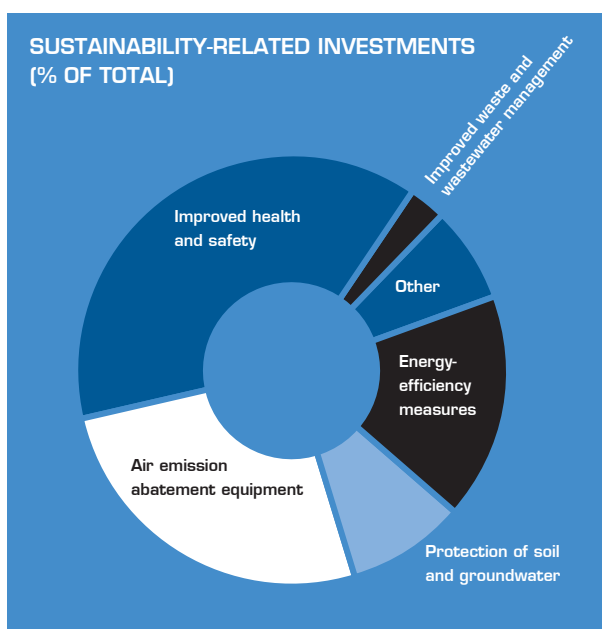 SUSTAINABILITY-RELATED INVESTMENTS
(% OF TOTAL)
Improved waste and
wastewater management
Improved health
and safety
Other
Energy-
efficiency
measures
Air emission
abatement equipment
Protection of soil
and groundwater